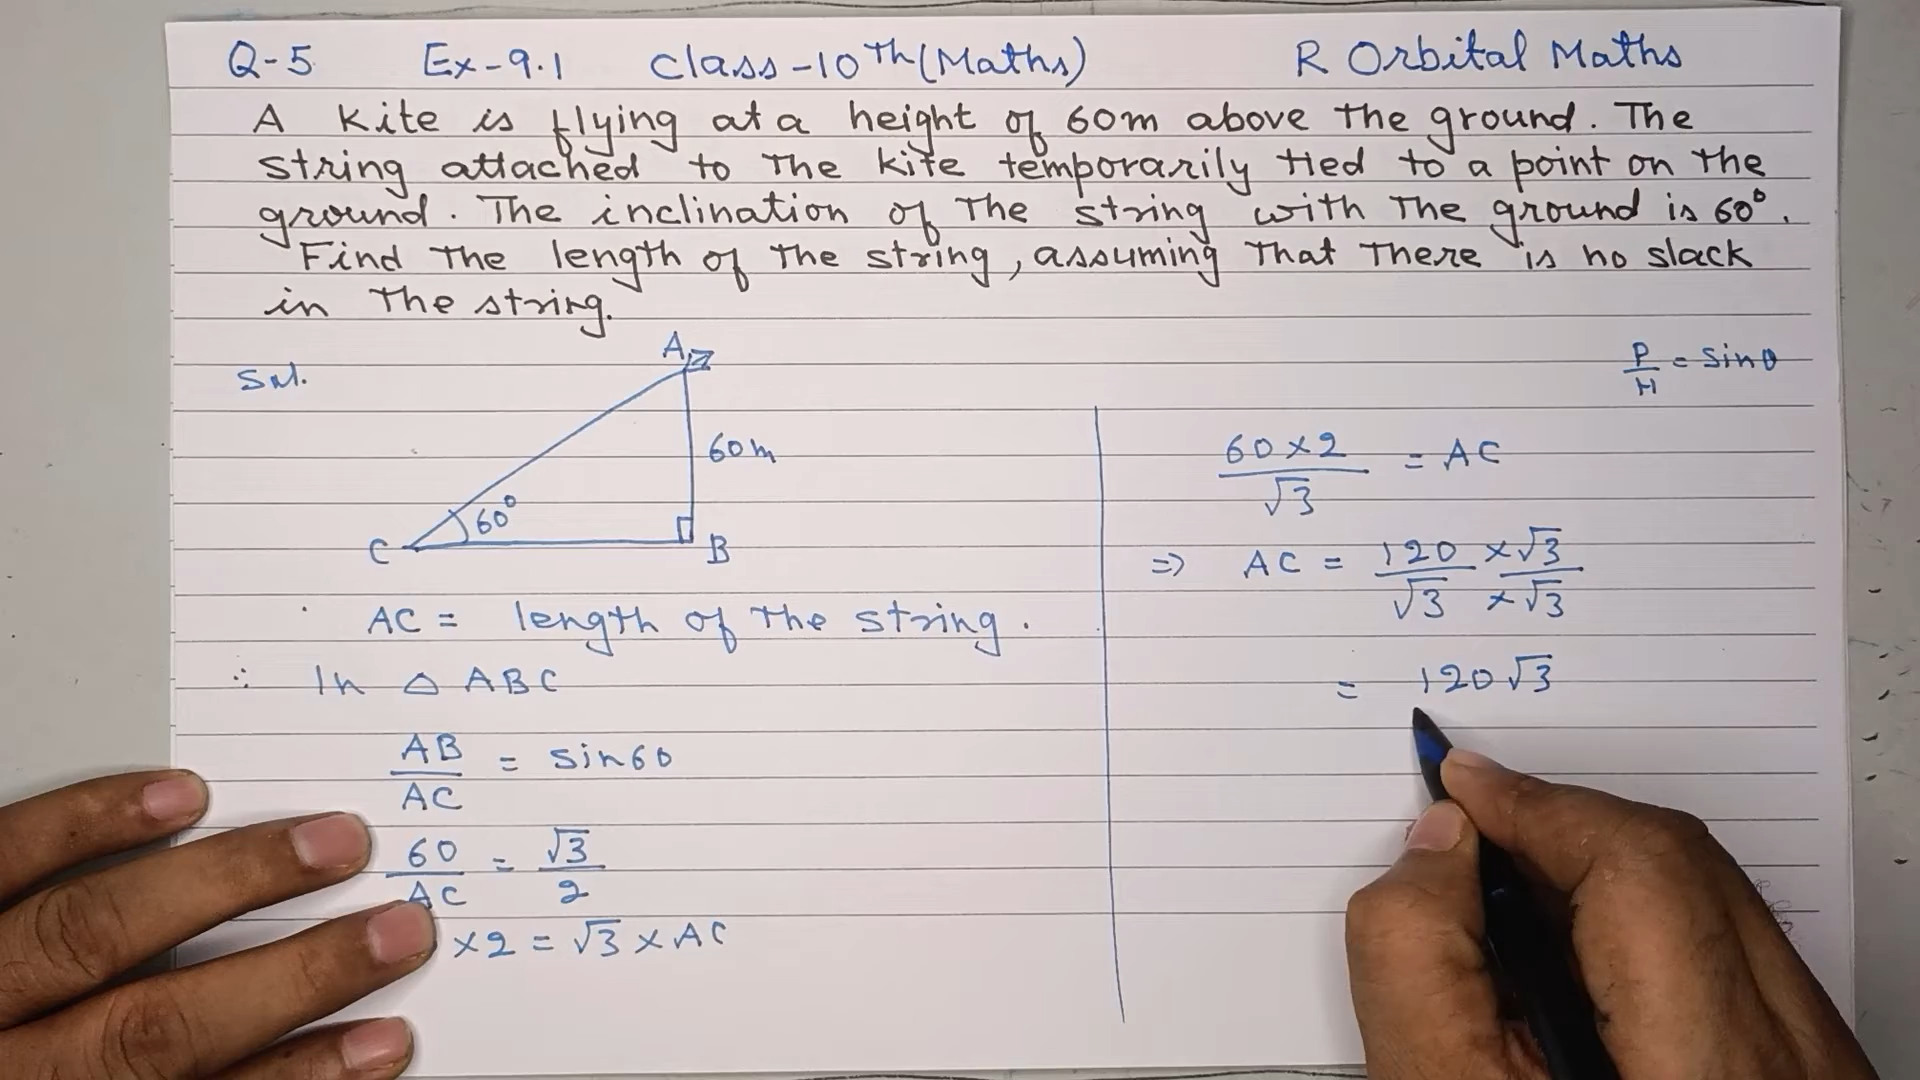 Q-5 Ex-9.1 Class-10Th(Maths) R Orbital Maths
A kite is flying at a height of 60m above the ground. The
string attached to the kite temporarily tied to a point on the
ground. The inclination of the string with the ground is 60°.
Find the length of the string, assuming that there is no slack
in the string.
Sol.
A
60m
60°
C
B
AC = length of the string.
∴ In △ ABC
AB/AC = sin60
60/AC = √3/2
×2 = √3 × AC
P/H = sinθ
60×2/√3 = AC
⇒ AC = 120/√3 ×√3/×√3
= 120√3